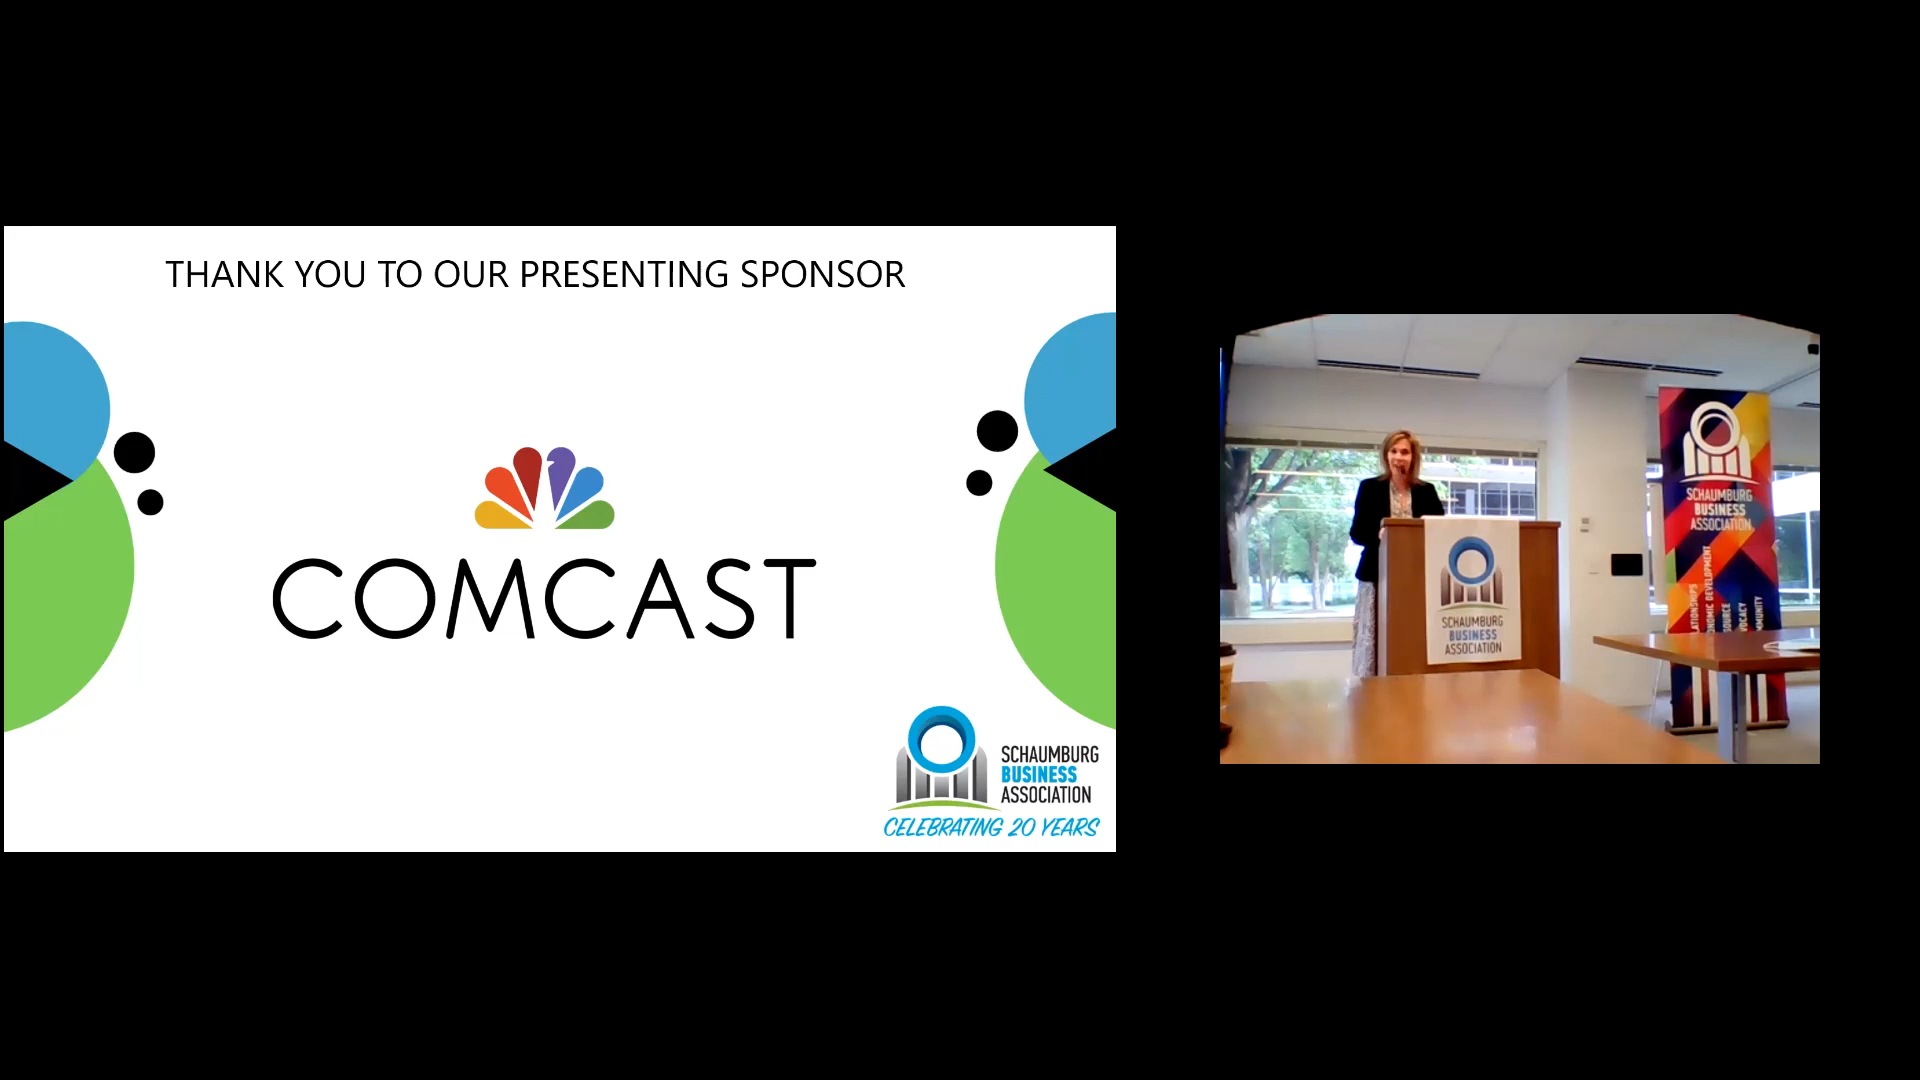 THANK YOU TO OUR PRESENTING SPONSOR
COMCAST
SCHAUMBURG
BUSINESS
ASSOCIATION
CELEBRATING 20 YEARS
SCHAUMBURG
BUSINESS
ASSOCIATION
SCHAUMBURG
BUSINESS
ASSOCIATION